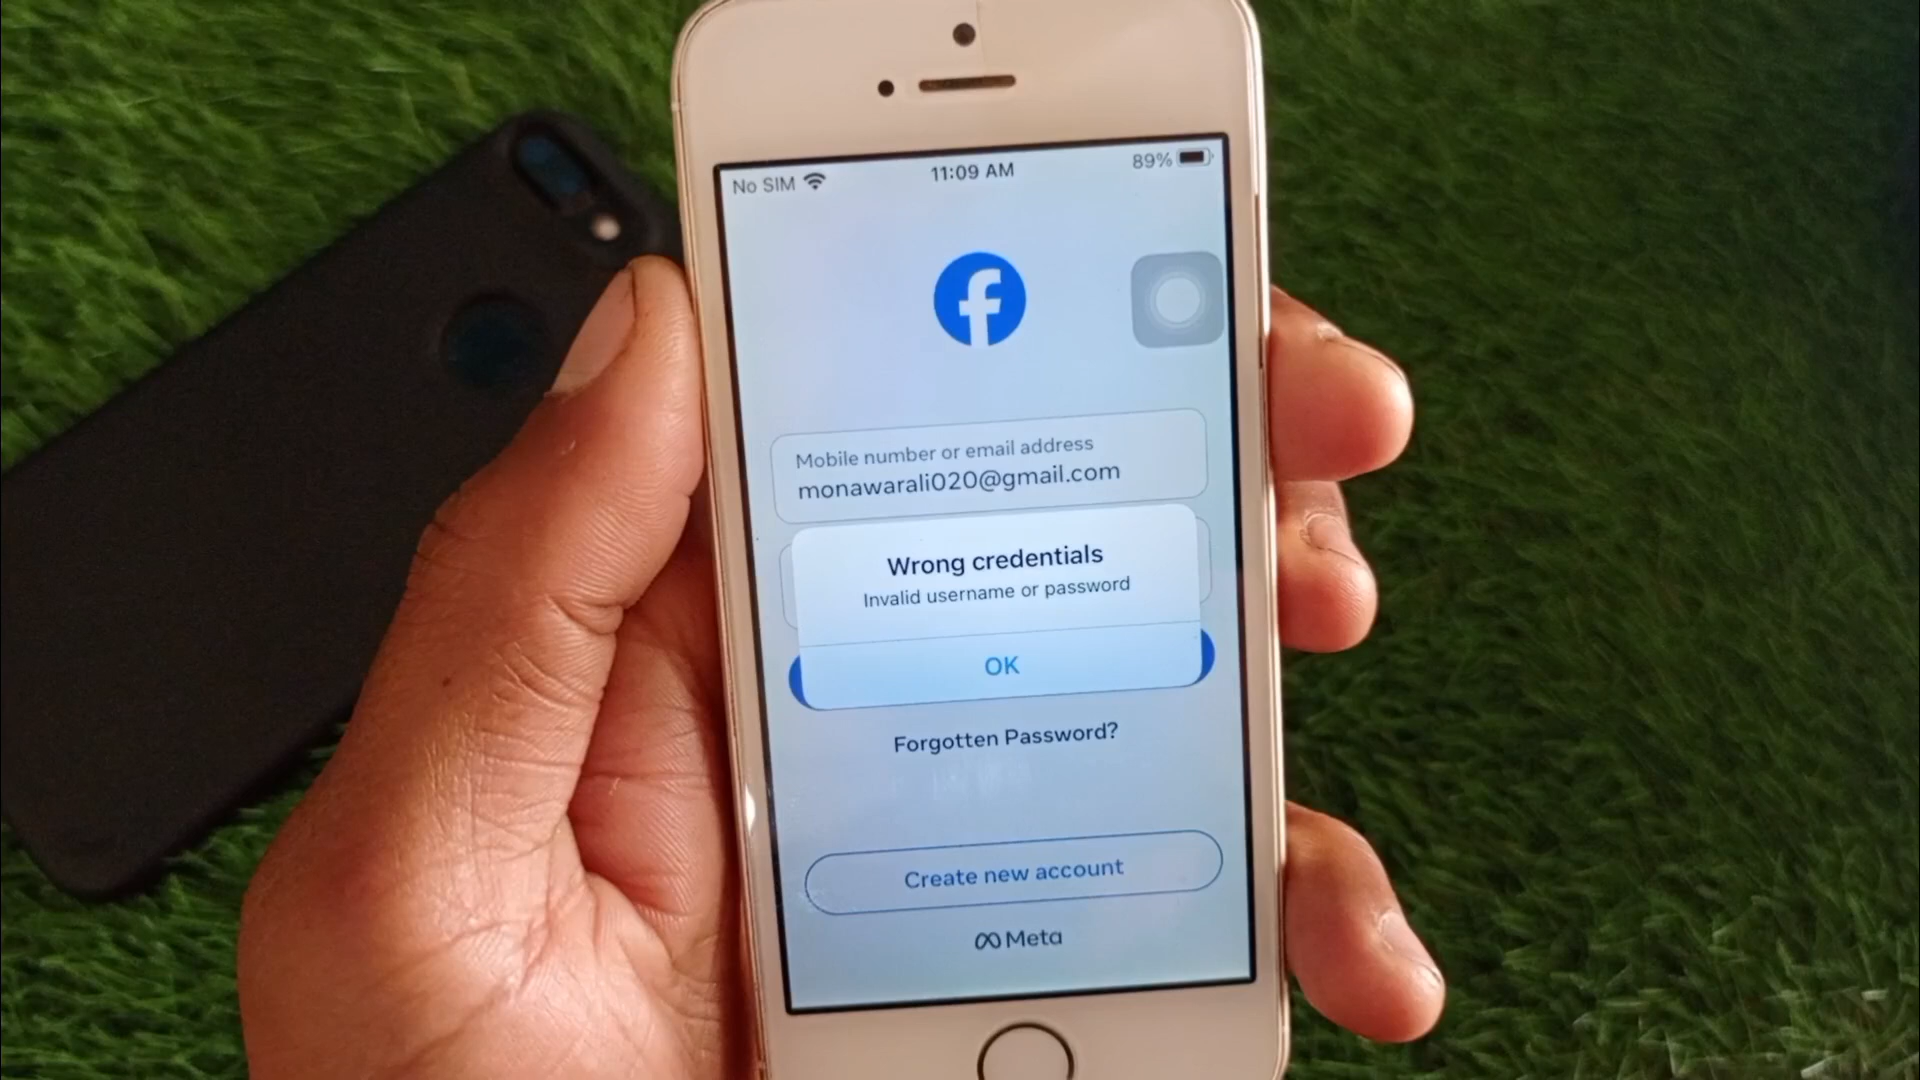 No SIM 11:09 AM 89%
Mobile number or email address
monawarali020@gmail.com
Wrong credentials
Invalid username or password
OK
Forgotten Password?
Create new account
Meta